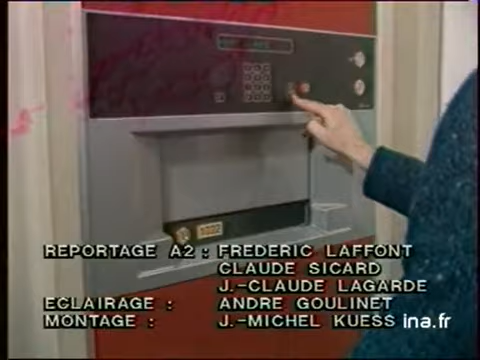 REPORTAGE A2 : FREDERIC LAFFONT
CLAUDE SICARD
J.-CLAUDE LAGARDE
ECLAIRAGE : ANDRE GOULINET
MONTAGE : J.-MICHEL KUESS
ina.fr